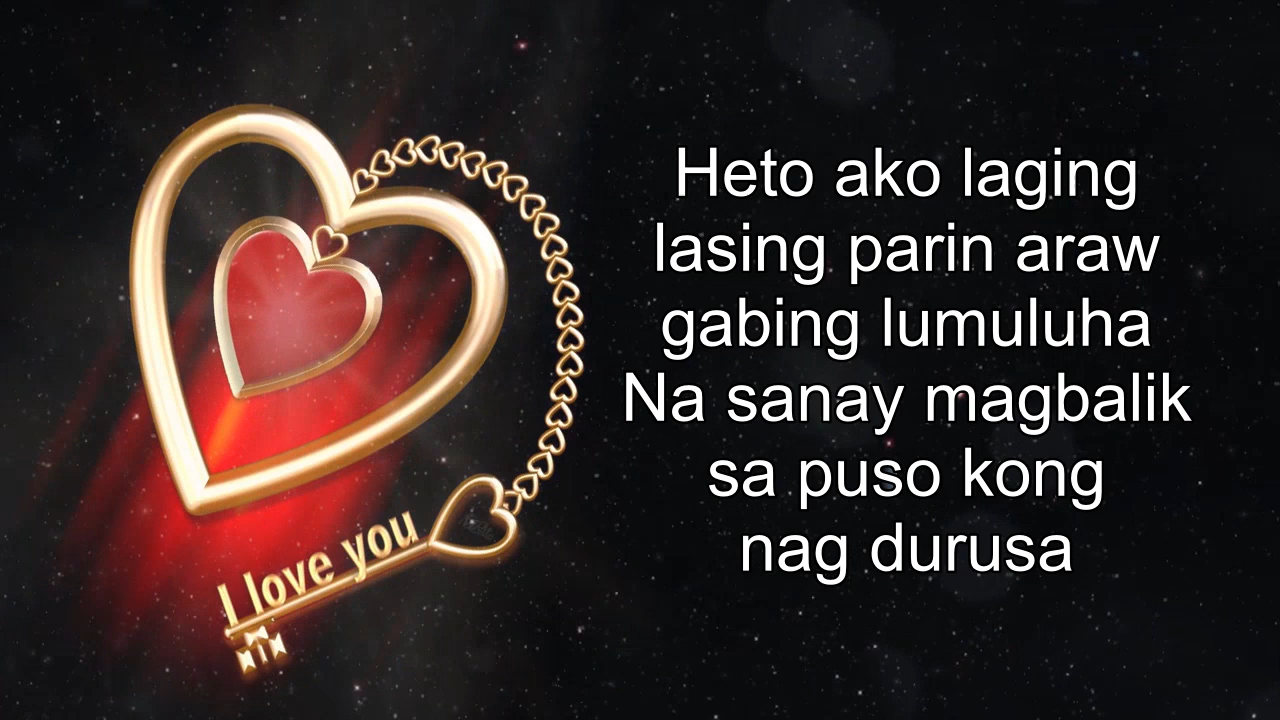 Heto ako laging
lasing parin araw
gabing lumuluha
Na sanay magbalik
sa puso kong
nag durusa
I love you